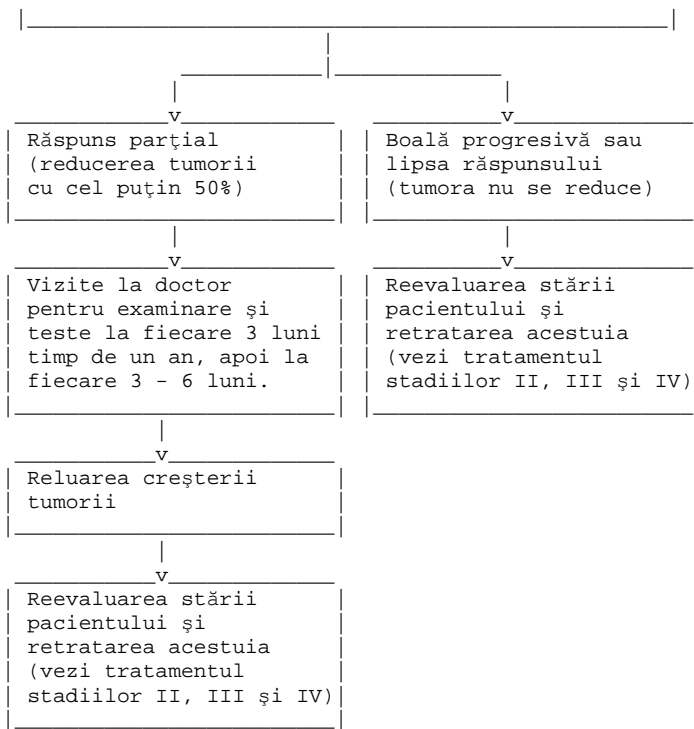 Răspuns parţial
(reducerea tumorii
cu cel puţin 50%)
Boală progresivă sau
lipsa răspunsului
(tumora nu se reduce)
Vizite la doctor
pentru examinare şi
teste la fiecare 3 luni
timp de un an, apoi la
fiecare 3 - 6 luni.
Reevaluarea stării
pacientului şi
retratarea acestuia
(vezi tratamentul
stadiilor II, III şi IV)
Reluarea creşterii
tumorii
Reevaluarea stării
pacientului şi
retratarea acestuia
(vezi tratamentul
stadiilor II, III şi IV)